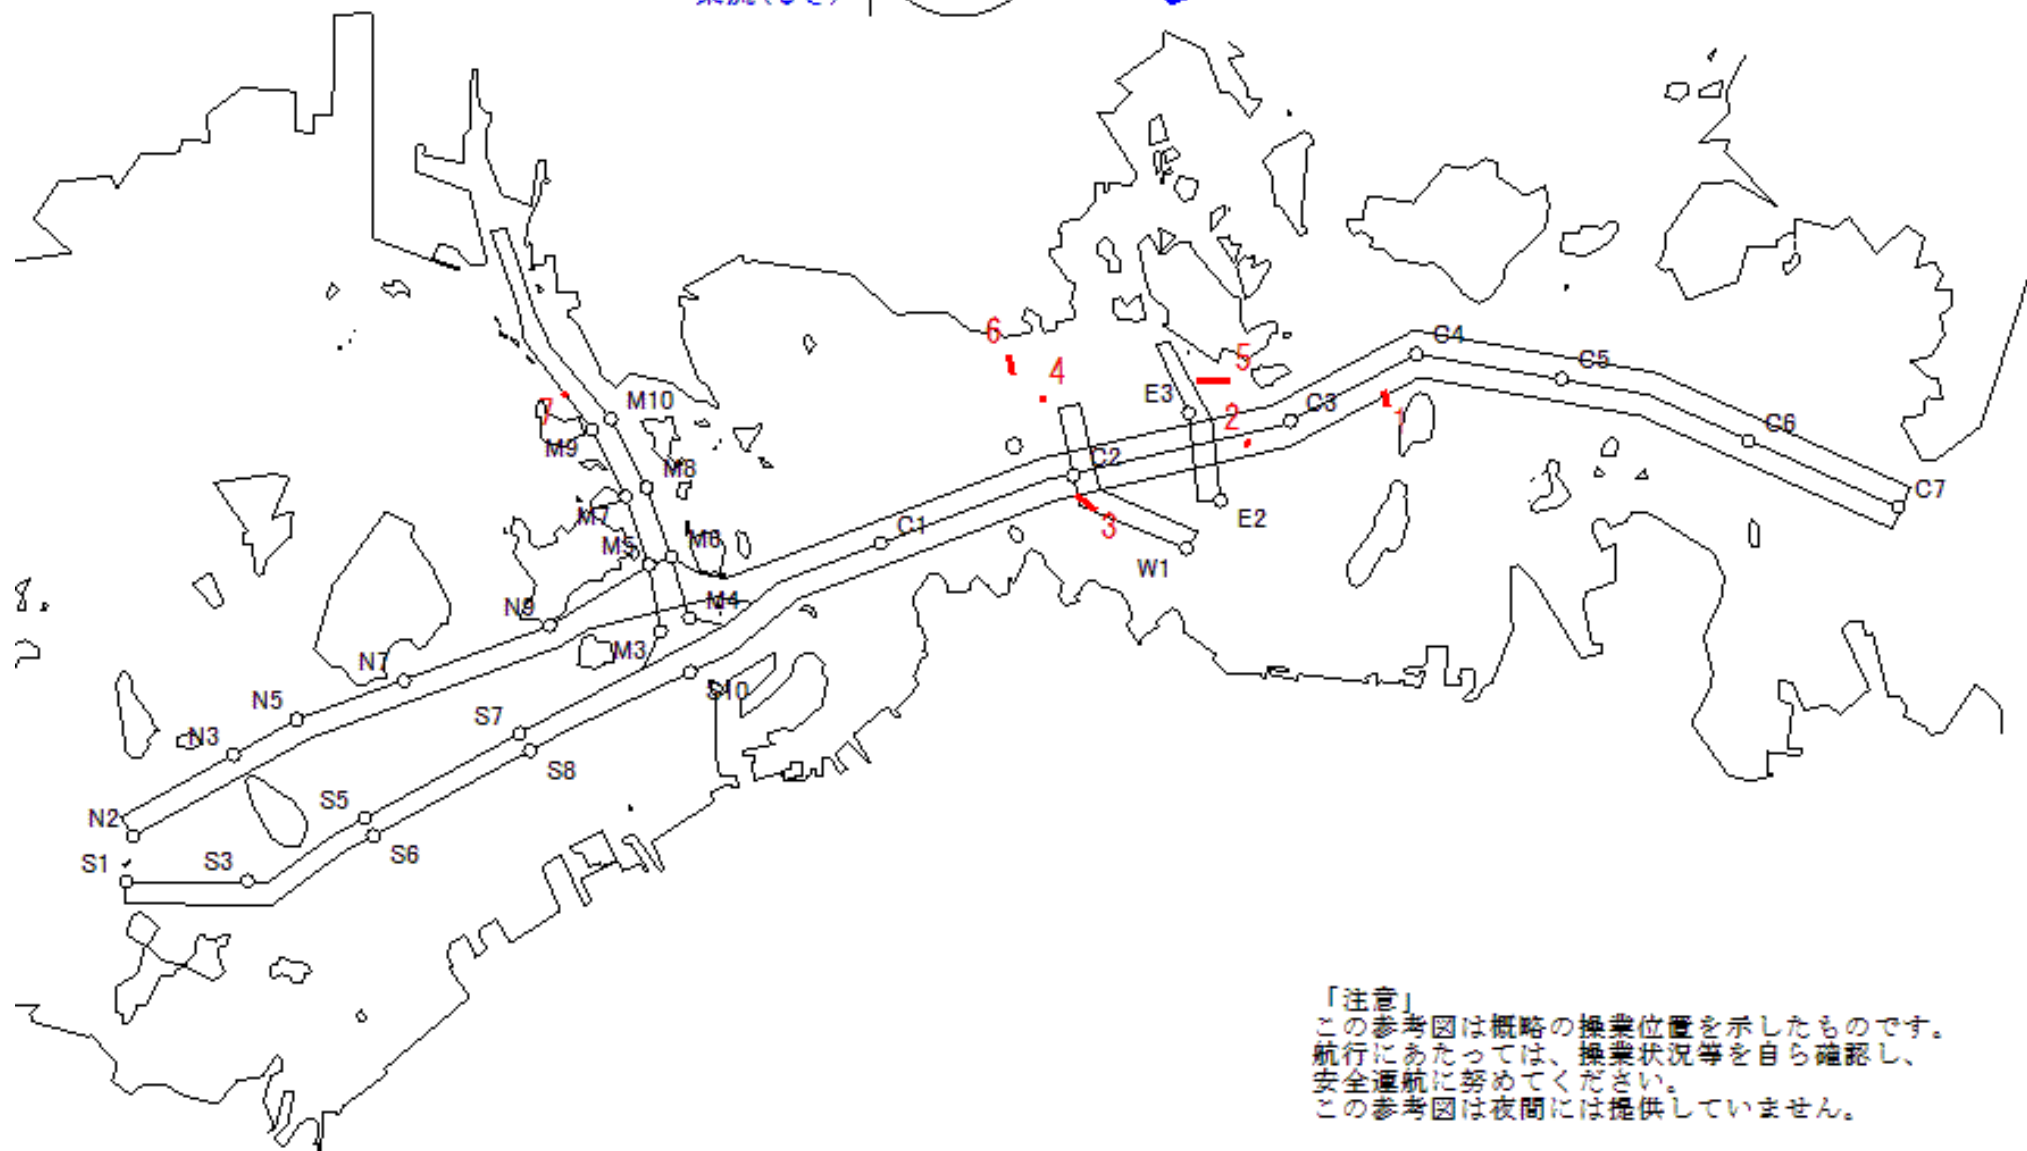 6
4
5
C4
C5
E3
2
C3
1
M10
7
M9
M8
C2
C6
C7
M7
C1
3
E2
M5
M6
W1
N9
M4
M3
N7
S10
N5
S7
N3
S8
S5
N2
S6
S1
S3
「注意」
この参考図は概略の操業位置を示したものです。
航行にあたっては、操業状況等を自ら確認し、
安全運航に努めてください。
この参考図は夜間には提供していません。